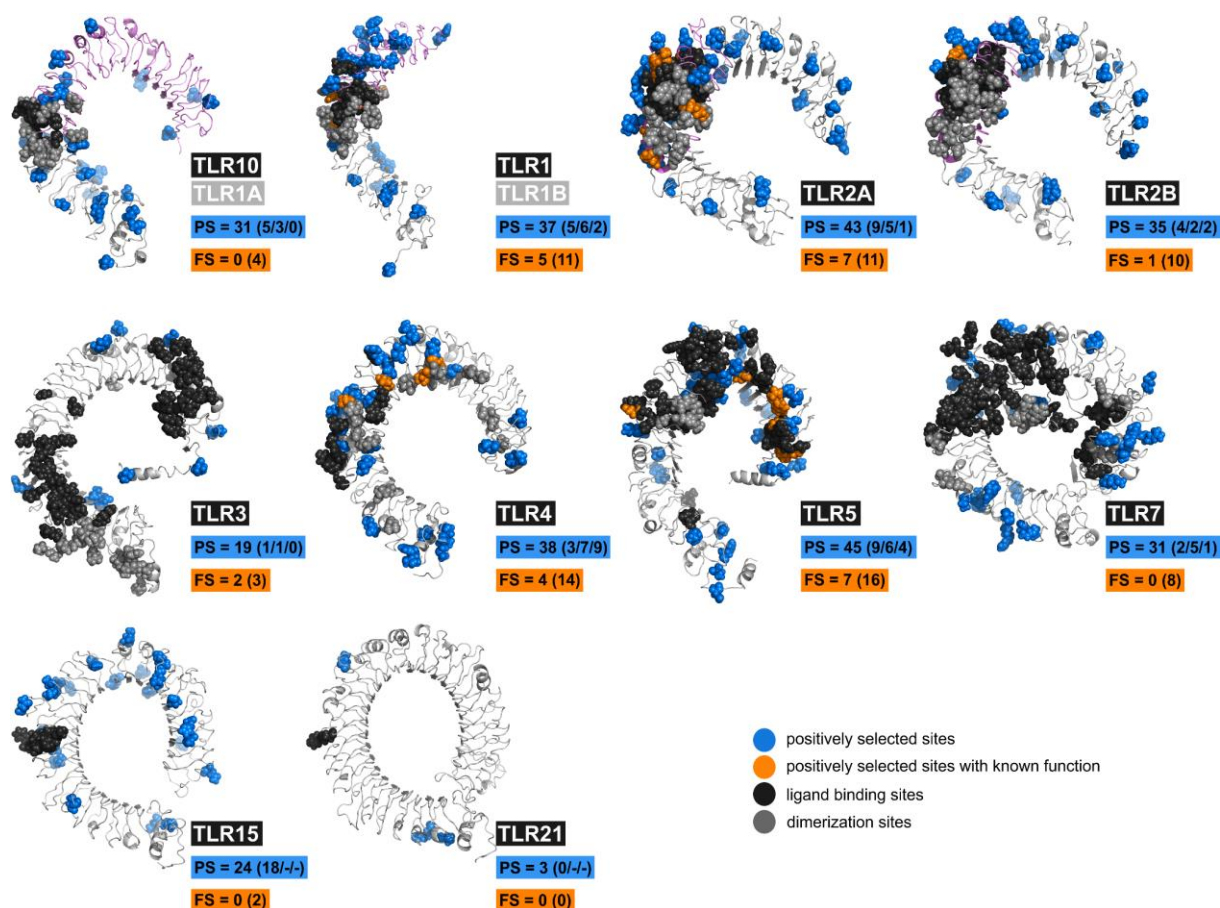 TLR10
TLR1A
PS = 31 (5/3/0)
FS = 0 (4)
TLR1
TLR1B
PS = 37 (5/6/2)
FS = 5 (11)
TLR2A
PS = 43 (9/5/1)
FS = 7 (11)
TLR2B
PS = 35 (4/2/2)
FS = 1 (10)
TLR3
PS = 19 (1/1/0)
FS = 2 (3)
TLR4
PS = 38 (3/7/9)
FS = 4 (14)
TLR5
PS = 45 (9/6/4)
FS = 7 (16)
TLR7
PS = 31 (2/5/1)
FS = 0 (8)
TLR15
PS = 24 (18/-/-)
FS = 0 (2)
TLR21
PS = 3 (0/-/-)
FS = 0 (0)
positively selected sites
positively selected sites with known function
ligand binding sites
dimerization sites